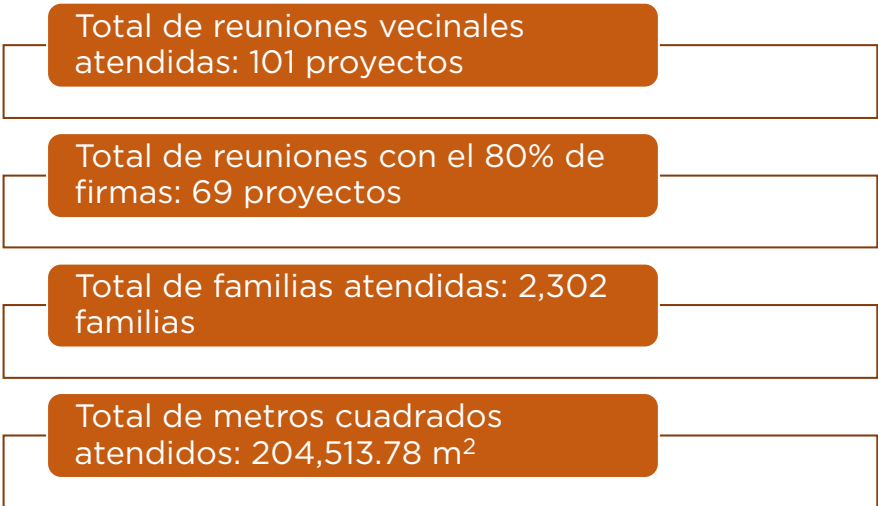 Total de reuniones vecinales
atendidas: 101 proyectos
Total de reuniones con el 80% de
firmas: 69 proyectos
Total de familias atendidas: 2,302
familias
Total de metros cuadrados
atendidos: 204,513.78 m²